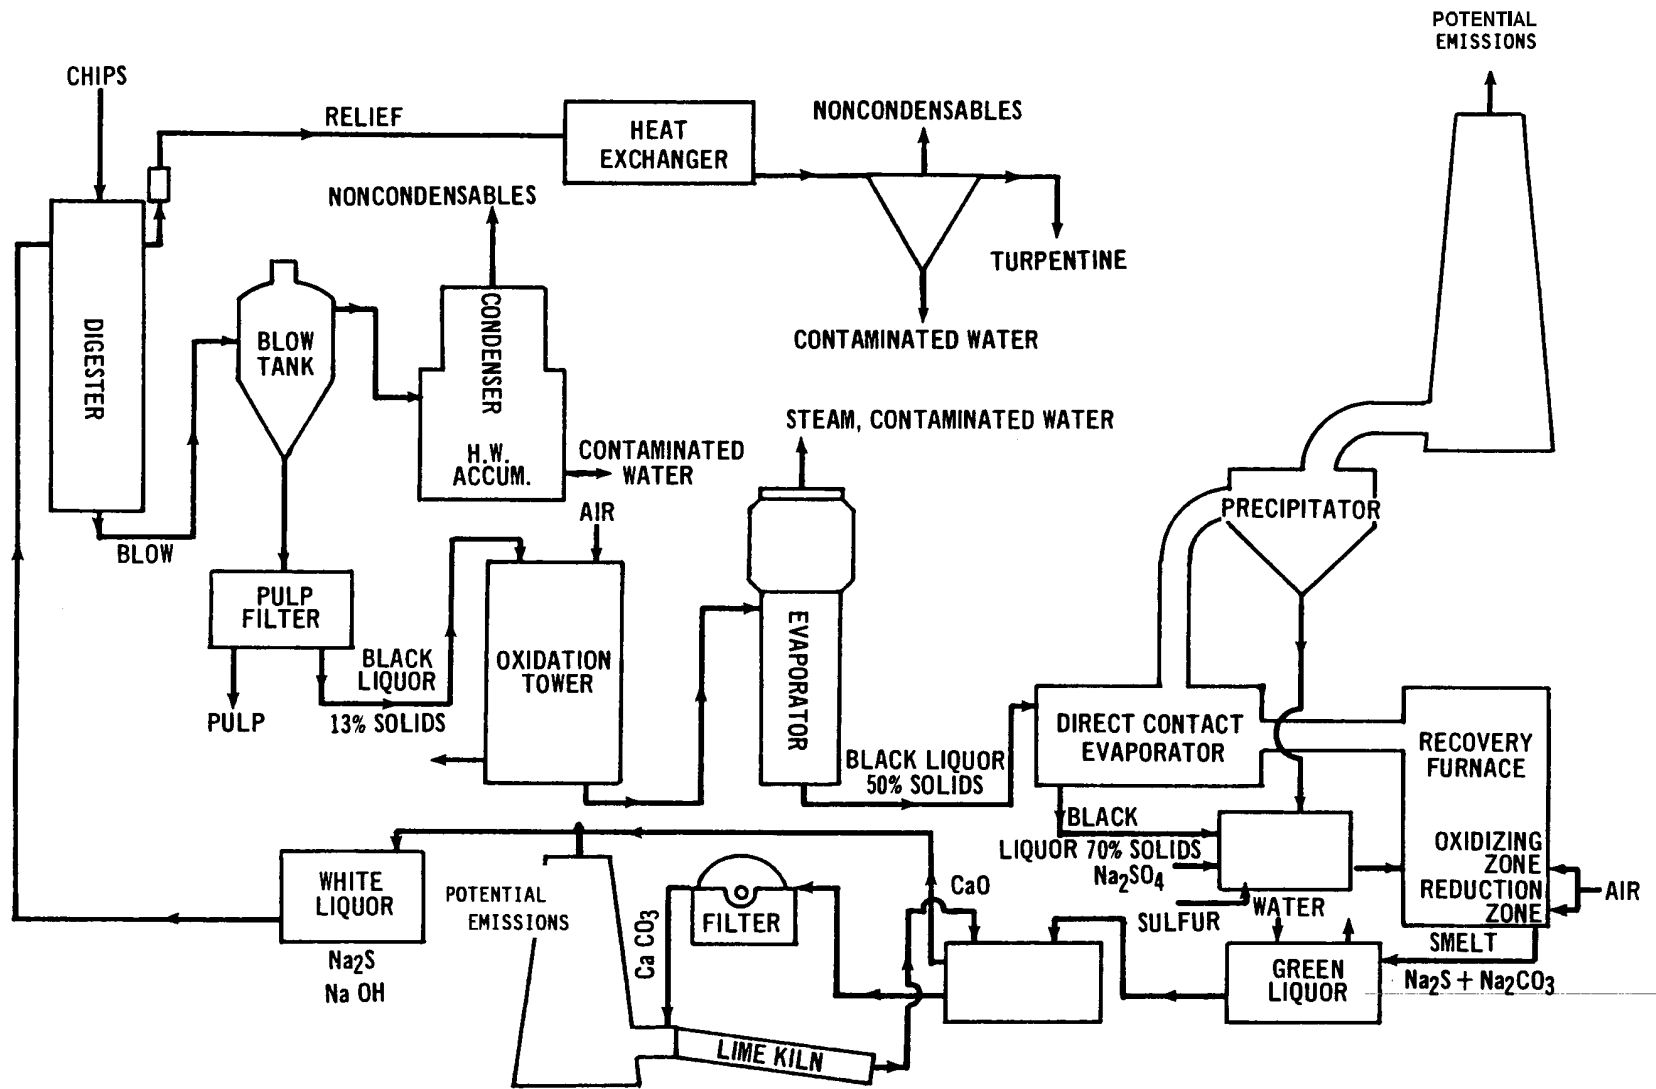 POTENTIAL
EMISSIONS
CHIPS
RELIEF
HEAT
EXCHANGER
NONCONDENSABLES
NONCONDENSABLES
TURPENTINE
CONTAMINATED WATER
DIGESTER
BLOW
TANK
CONDENSER
H.W.
ACCUM.
CONTAMINATED
WATER
STEAM, CONTAMINATED WATER
PRECIPITATOR
BLOW
AIR
PULP
FILTER
BLACK
LIQUOR
13% SOLIDS
PULP
OXIDATION
TOWER
EVAPORATOR
BLACK LIQUOR
50% SOLIDS
DIRECT CONTACT
EVAPORATOR
RECOVERY
FURNACE
BLACK
LIQUOR 70% SOLIDS
Na2SO4
SULFUR
WATER
OXIDIZING
ZONE
REDUCTION
ZONE
AIR
SMELT
Na2S + Na2CO3
GREEN
LIQUOR
CaO
FILTER
Ca CO3
LIME KILN
POTENTIAL
EMISSIONS
WHITE
LIQUOR
Na2S
Na OH